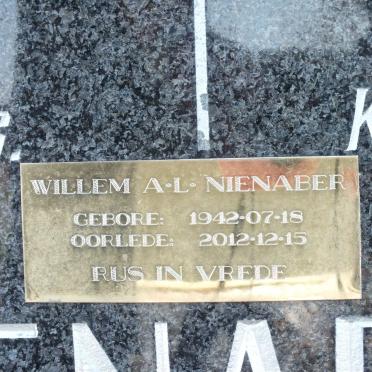 WILLEM A.L. NIENABER
GEBORE: 1942-07-18
OORLEDE: 2012-12-15
RUS IN VREDE